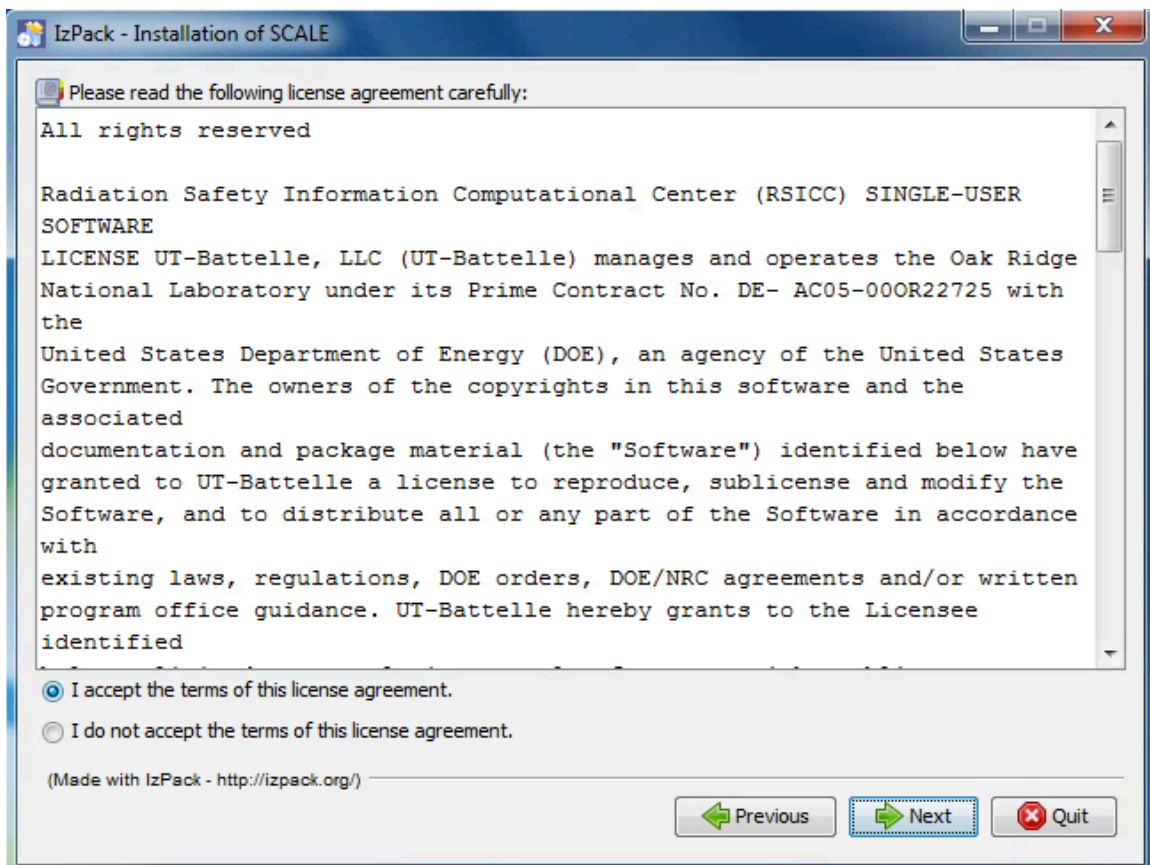 IzPack - Installation of SCALE
Please read the following license agreement carefully:
All rights reserved
Radiation Safety Information Computational Center (RSICC) SINGLE-USER
SOFTWARE
LICENSE UT-Battelle, LLC (UT-Battelle) manages and operates the Oak Ridge
National Laboratory under its Prime Contract No. DE- AC05-00OR22725 with
the
United States Department of Energy (DOE), an agency of the United States
Government. The owners of the copyrights in this software and the
associated
documentation and package material (the "Software") identified below have
granted to UT-Battelle a license to reproduce, sublicense and modify the
Software, and to distribute all or any part of the Software in accordance
with
existing laws, regulations, DOE orders, DOE/NRC agreements and/or written
program office guidance. UT-Battelle hereby grants to the Licensee
identified
I accept the terms of this license agreement.
I do not accept the terms of this license agreement.
(Made with IzPack - http://izpack.org/)
Previous
Next
Quit